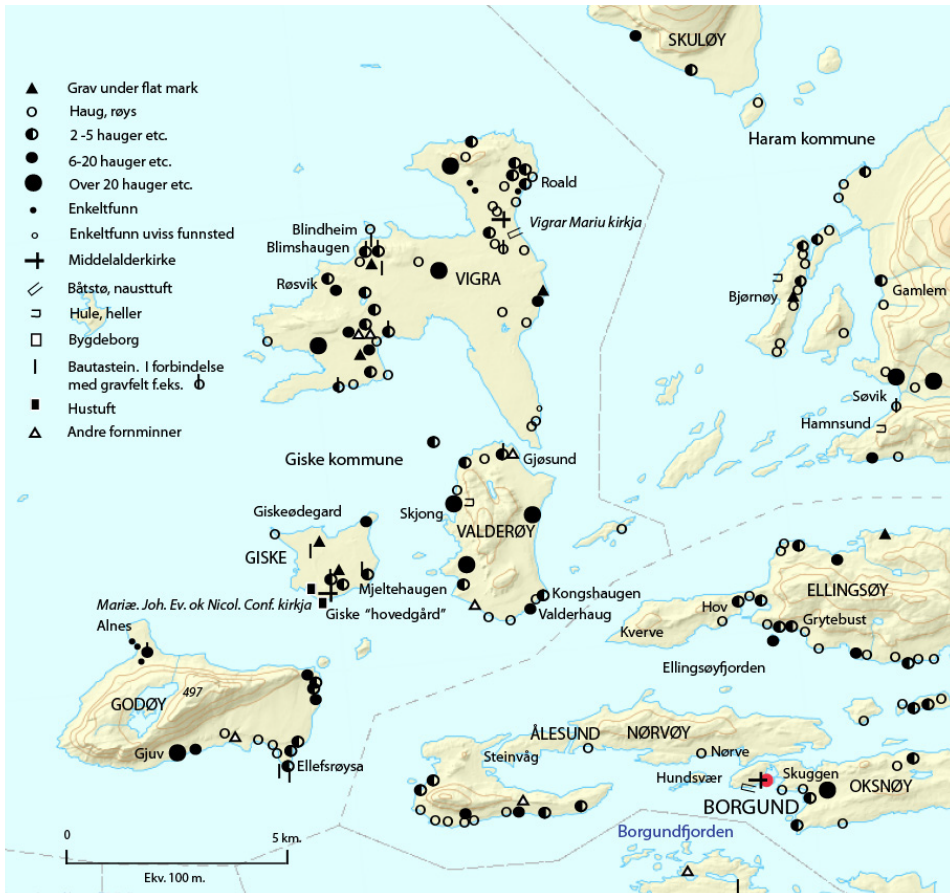 SKULØY
Grav under flat mark
Haug, røys
2 -5 hauger etc.
6-20 hauger etc.
Over 20 hauger etc.
Enkeltfunn
Enkeltfunn uviss funnsted
Middelalderkirke
Båtstø, nausttuft
Hule, heller
Bygdeborg
Bautastein. I forbindelse
med gravfelt f.eks.
Hustuft
Andre fornminner
Haram kommune
Roald
Vigrar Mariu kirkja
Blindheim
Blimshaugen
VIGRA
Røsvik
Bjørnøy
Gamlem
Søvik
Hamnsund
Giske kommune
Gjøsund
Giskeødegard
Skjong
VALDERØY
GISKE
Mjeltehaugen
Kongshaugen
ELLINGSØY
Mariæ. Joh. Ev. ok Nicol. Conf. kirkja
Giske "hovedgård"
Valderhaug
Hov
Grytebust
Alnes
Kverve
Ellingsøyfjorden
497
GODØY
ÅLESUND
NØRVØY
Gjuv
Steinvåg
Nørve
Ellefsrøysa
Hundsvær
Skuggen
OKSNØY
BORGUND
Borgundfjorden
0
5 km.
Ekv. 100 m.